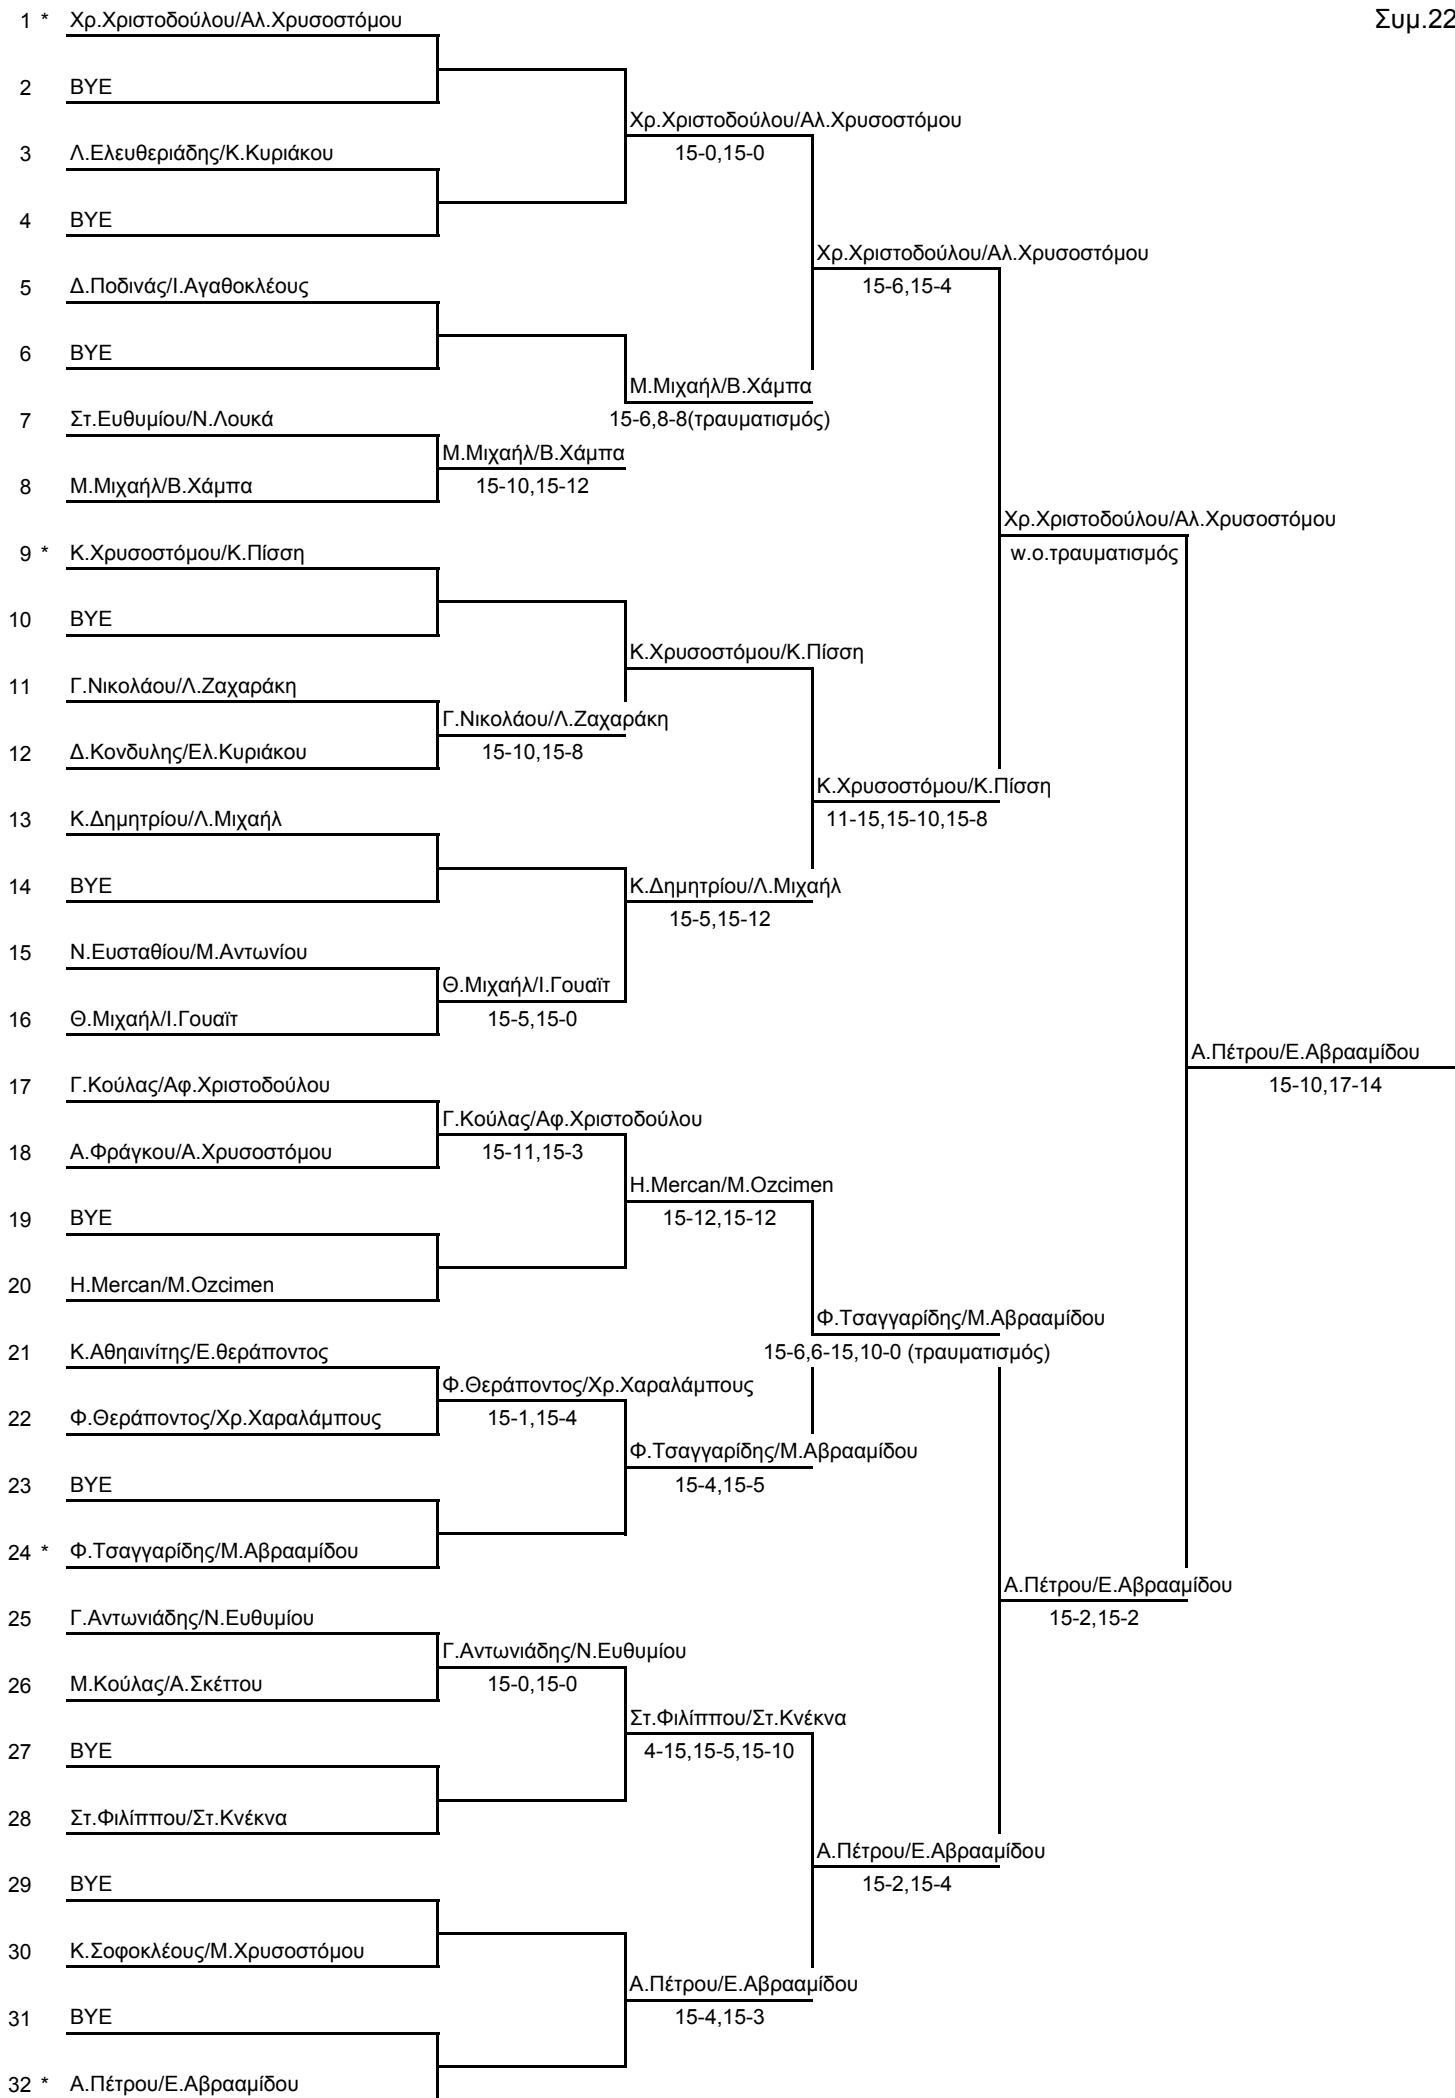 1 * Χρ.Χριστοδούλου/Αλ.Χρυσοστόμου
Συμ.22
2 BYE
Χρ.Χριστοδούλου/Αλ.Χρυσοστόμου
3 Λ.Ελευθεριάδης/Κ.Κυριάκου
15-0,15-0
4 BYE
Χρ.Χριστοδούλου/Αλ.Χρυσοστόμου
5 Δ.Ποδινάς/Ι.Αγαθοκλέους
15-6,15-4
6 BYE
Μ.Μιχαήλ/Β.Χάμπα
7 Στ.Ευθυμίου/Ν.Λουκά
15-6,8-8(τραυματισμός)
Μ.Μιχαήλ/Β.Χάμπα
8 Μ.Μιχαήλ/Β.Χάμπα
15-10,15-12
Χρ.Χριστοδούλου/Αλ.Χρυσοστόμου
9 * Κ.Χρυσοστόμου/Κ.Πίσση
w.o.τραυματισμός
10 BYE
Κ.Χρυσοστόμου/Κ.Πίσση
11 Γ.Νικολάου/Λ.Ζαχαράκη
Γ.Νικολάου/Λ.Ζαχαράκη
12 Δ.Κονδυλης/Ελ.Κυριάκου
15-10,15-8
Κ.Χρυσοστόμου/Κ.Πίσση
13 Κ.Δημητρίου/Λ.Μιχαήλ
11-15,15-10,15-8
14 BYE
Κ.Δημητρίου/Λ.Μιχαήλ
15-5,15-12
15 Ν.Ευσταθίου/Μ.Αντωνίου
Θ.Μιχαήλ/Ι.Γουαϊτ
16 Θ.Μιχαήλ/Ι.Γουαϊτ
15-5,15-0
Α.Πέτρου/Ε.Αβρααμίδου
17 Γ.Κούλας/Αφ.Χριστοδούλου
15-10,17-14
Γ.Κούλας/Αφ.Χριστοδούλου
18 Α.Φράγκου/Α.Χρυσοστόμου
15-11,15-3
H.Mercan/M.Ozcimen
19 BYE
15-12,15-12
20 H.Mercan/M.Ozcimen
Φ.Τσαγγαρίδης/Μ.Αβρααμίδου
21 Κ.Αθηαινίτης/Ε.θεράποντος
15-6,6-15,10-0 (τραυματισμός)
Φ.Θεράποντος/Χρ.Χαραλάμπους
22 Φ.Θεράποντος/Χρ.Χαραλάμπους
15-1,15-4
Φ.Τσαγγαρίδης/Μ.Αβρααμίδου
23 BYE
15-4,15-5
24 * Φ.Τσαγγαρίδης/Μ.Αβρααμίδου
Α.Πέτρου/Ε.Αβρααμίδου
25 Γ.Αντωνιάδης/Ν.Ευθυμίου
15-2,15-2
Γ.Αντωνιάδης/Ν.Ευθυμίου
26 Μ.Κούλας/Α.Σκέττου
15-0,15-0
Στ.Φιλίππου/Στ.Κνέκνα
27 BYE
4-15,15-5,15-10
28 Στ.Φιλίππου/Στ.Κνέκνα
Α.Πέτρου/Ε.Αβρααμίδου
29 BYE
15-2,15-4
30 Κ.Σοφοκλέους/Μ.Χρυσοστόμου
Α.Πέτρου/Ε.Αβρααμίδου
31 BYE
15-4,15-3
32 * Α.Πέτρου/Ε.Αβρααμίδου